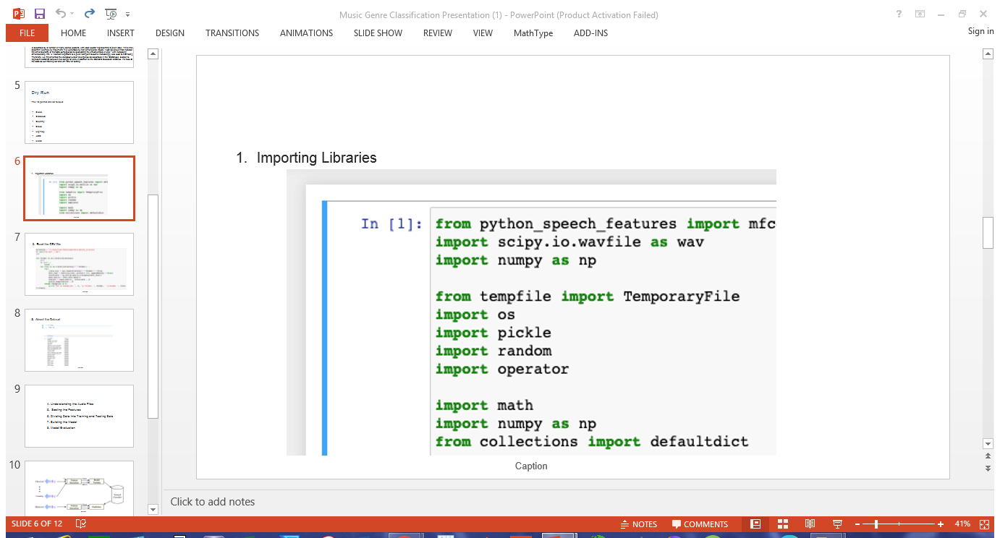 Music Genre Classification Presentation (1) - PowerPoint (Product Activation Failed)
FILE HOME INSERT DESIGN TRANSITIONS ANIMATIONS SLIDE SHOW REVIEW VIEW MathType ADD-INS Sign in
5
Dry Run
6
7
2. Read the CSV file
8
3. About the Dataset
9
4. Understanding the Audio Files
5. Scaling the Features
6. Dividing Data into Training and Testing Sets
7. Building the Model
8. Model Evaluation
10
1. Importing Libraries
In [1]: from python_speech_features import mfc
import scipy.io.wavfile as wav
import numpy as np
from tempfile import TemporaryFile
import os
import pickle
import random
import operator
import math
import numpy as np
from collections import defaultdict
Caption
Click to add notes
SLIDE 6 OF 12 NOTES COMMENTS 41%